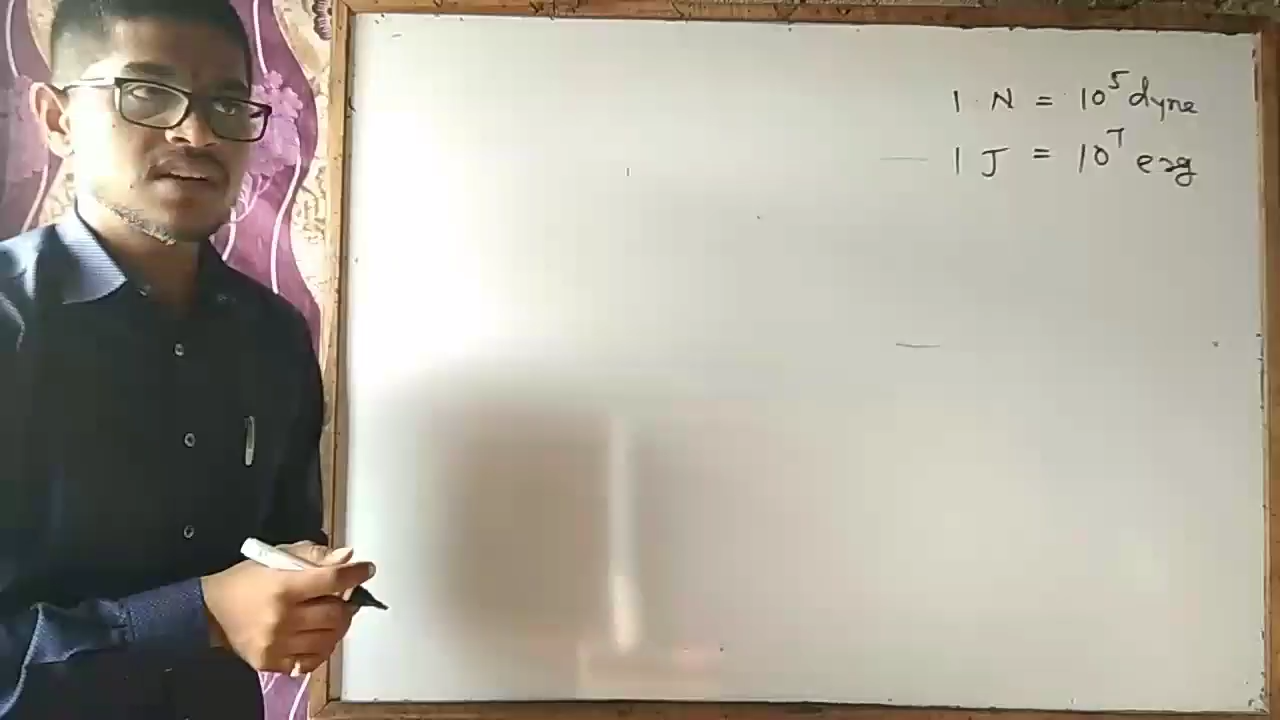 1 N = 10⁵ dyne
1 J = 10⁷ erg